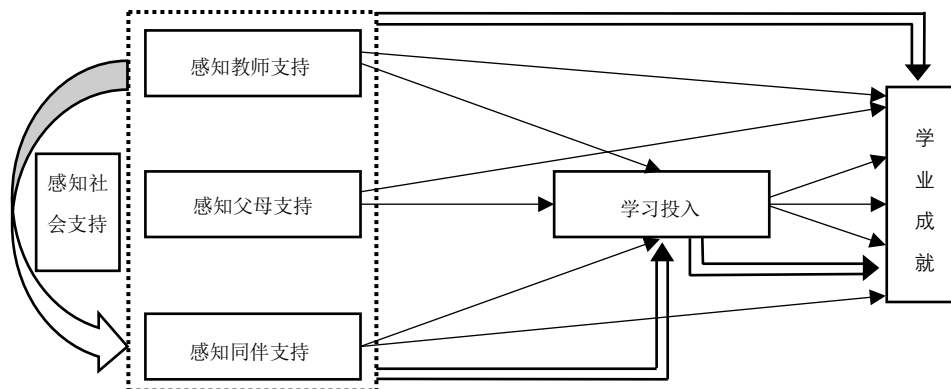 感知教师支持
感知社
会支持
感知父母支持
感知同伴支持
学习投入
学
业
成
就